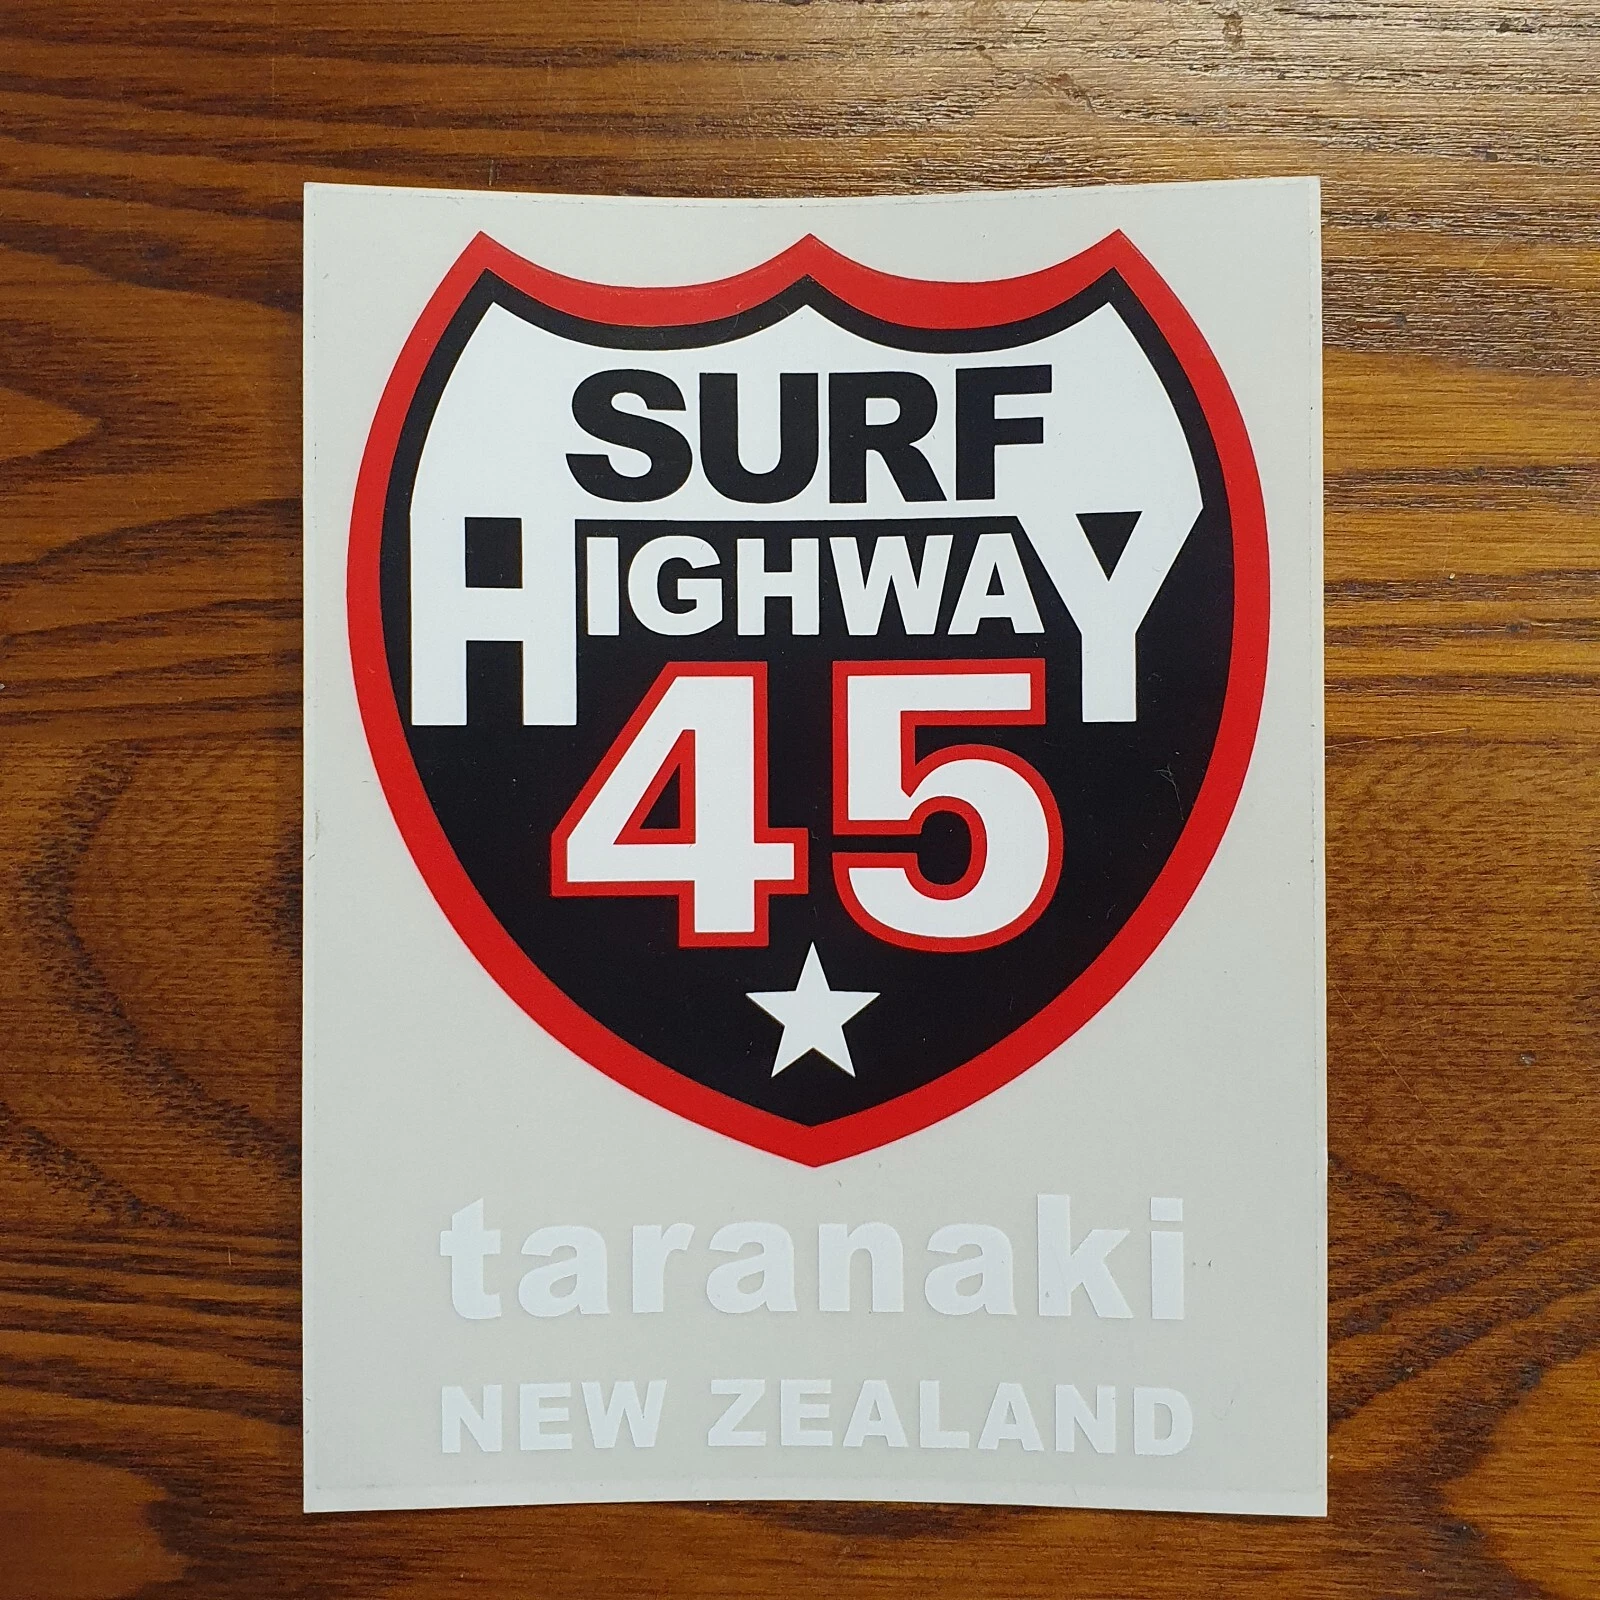 SURF
HIGHWAY
45
taranaki
NEW ZEALAND